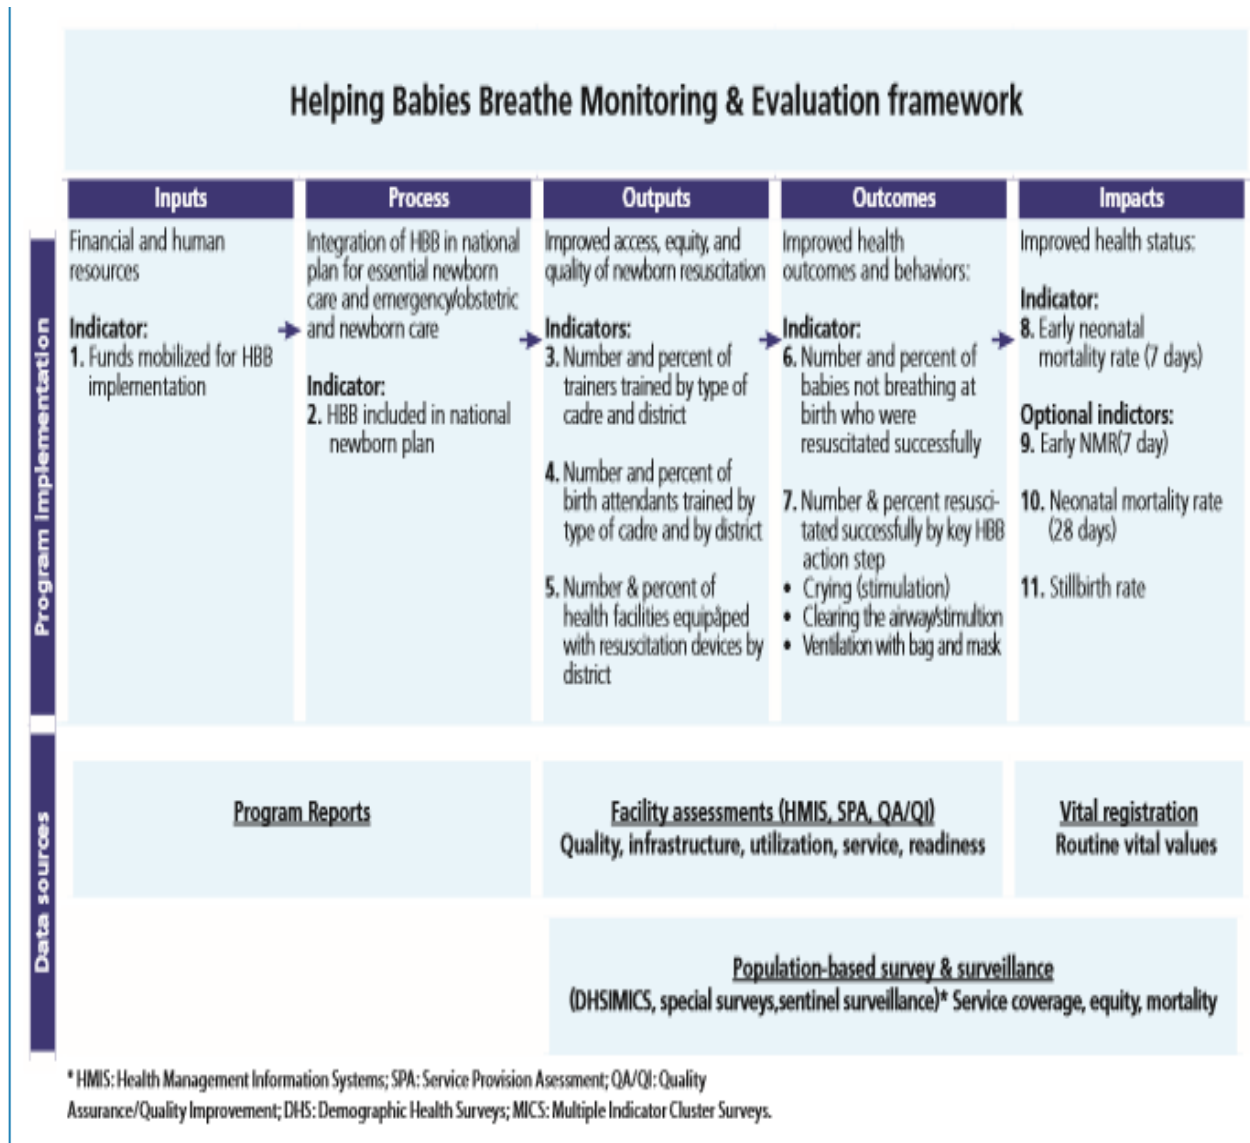 Helping Babies Breathe Monitoring & Evaluation framework
Program implementation
Inputs
Financial and human
resources
Indicator:
1. Funds mobilized for HBB
implementation
Process
Integration of HBB in national
plan for essential newborn
care and emergency/obstetric
and newborn care
Indicator:
2. HBB included in national
newborn plan
Outputs
Improved access, equity, and
quality of newborn resuscitation
Indicators:
3. Number and percent of
trainers trained by type of
cadre and district
4. Number and percent of
birth attendants trained by
type of cadre and by district
5. Number & percent of
health facilities equipåped
with resuscitation devices by
district
Outcomes
Improved health
outcomes and behaviors:
Indicator:
6. Number and percent of
babies not breathing at
birth who were
resuscitated successfully
7. Number & percent resusci-
tated successfully by key HBB
action step
• Crying (stimulation)
• Clearing the airway/stimultion
• Ventilation with bag and mask
Impacts
Improved health status:
Indicator:
8. Early neonatal
mortality rate (7 days)
Optional indictors:
9. Early NMR(7 day)
10. Neonatal mortality rate
(28 days)
11. Stillbirth rate
Data sources
Program Reports
Facility assessments (HMIS, SPA, QA/QI)
Quality, infrastructure, utilization, service, readiness
Vital registration
Routine vital values
Population-based survey & surveillance
(DHSIMICS, special surveys,sentinel surveillance)* Service coverage, equity, mortality
* HMIS: Health Management Information Systems; SPA: Service Provision Asessment; QA/QI: Quality
Assurance/Quality Improvement; DHS: Demographic Health Surveys; MICS: Multiple Indicator Cluster Surveys.